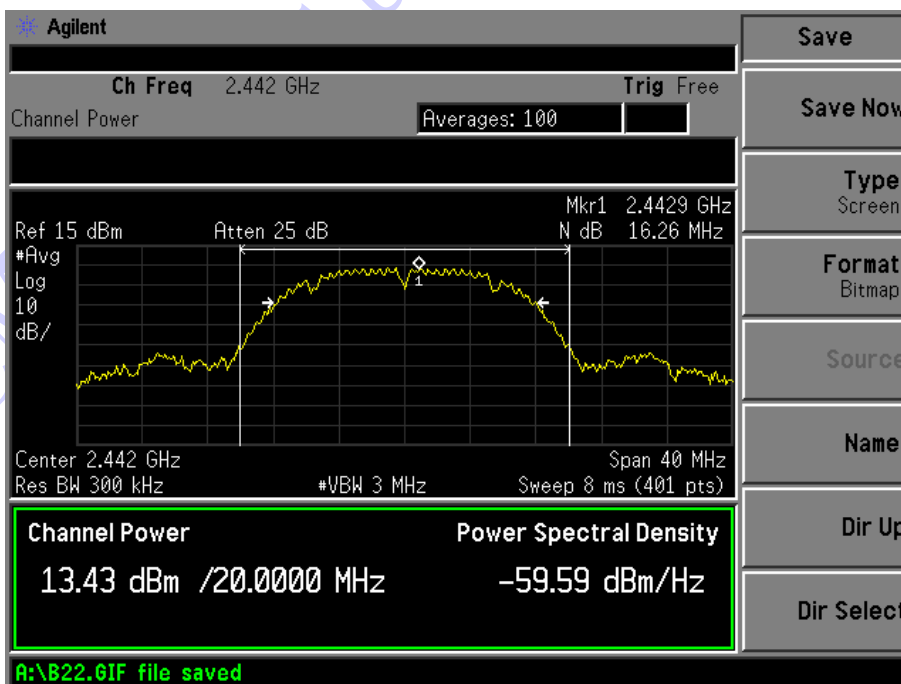 Agilent
Save
Ch Freq 2.442 GHz Trig Free
Channel Power Averages: 100
Save Now
Type
Screen
Mkr1 2.4429 GHz
Ref 15 dBm Atten 25 dB N dB 16.26 MHz
#Avg
Log
10
dB/
1
Format
Bitmap
Source
Name
Center 2.442 GHz Span 40 MHz
Res BW 300 kHz #VBW 3 MHz Sweep 8 ms (401 pts)
Channel Power Power Spectral Density
13.43 dBm /20.0000 MHz -59.59 dBm/Hz
Dir Up
Dir Select
A:\B22.GIF file saved